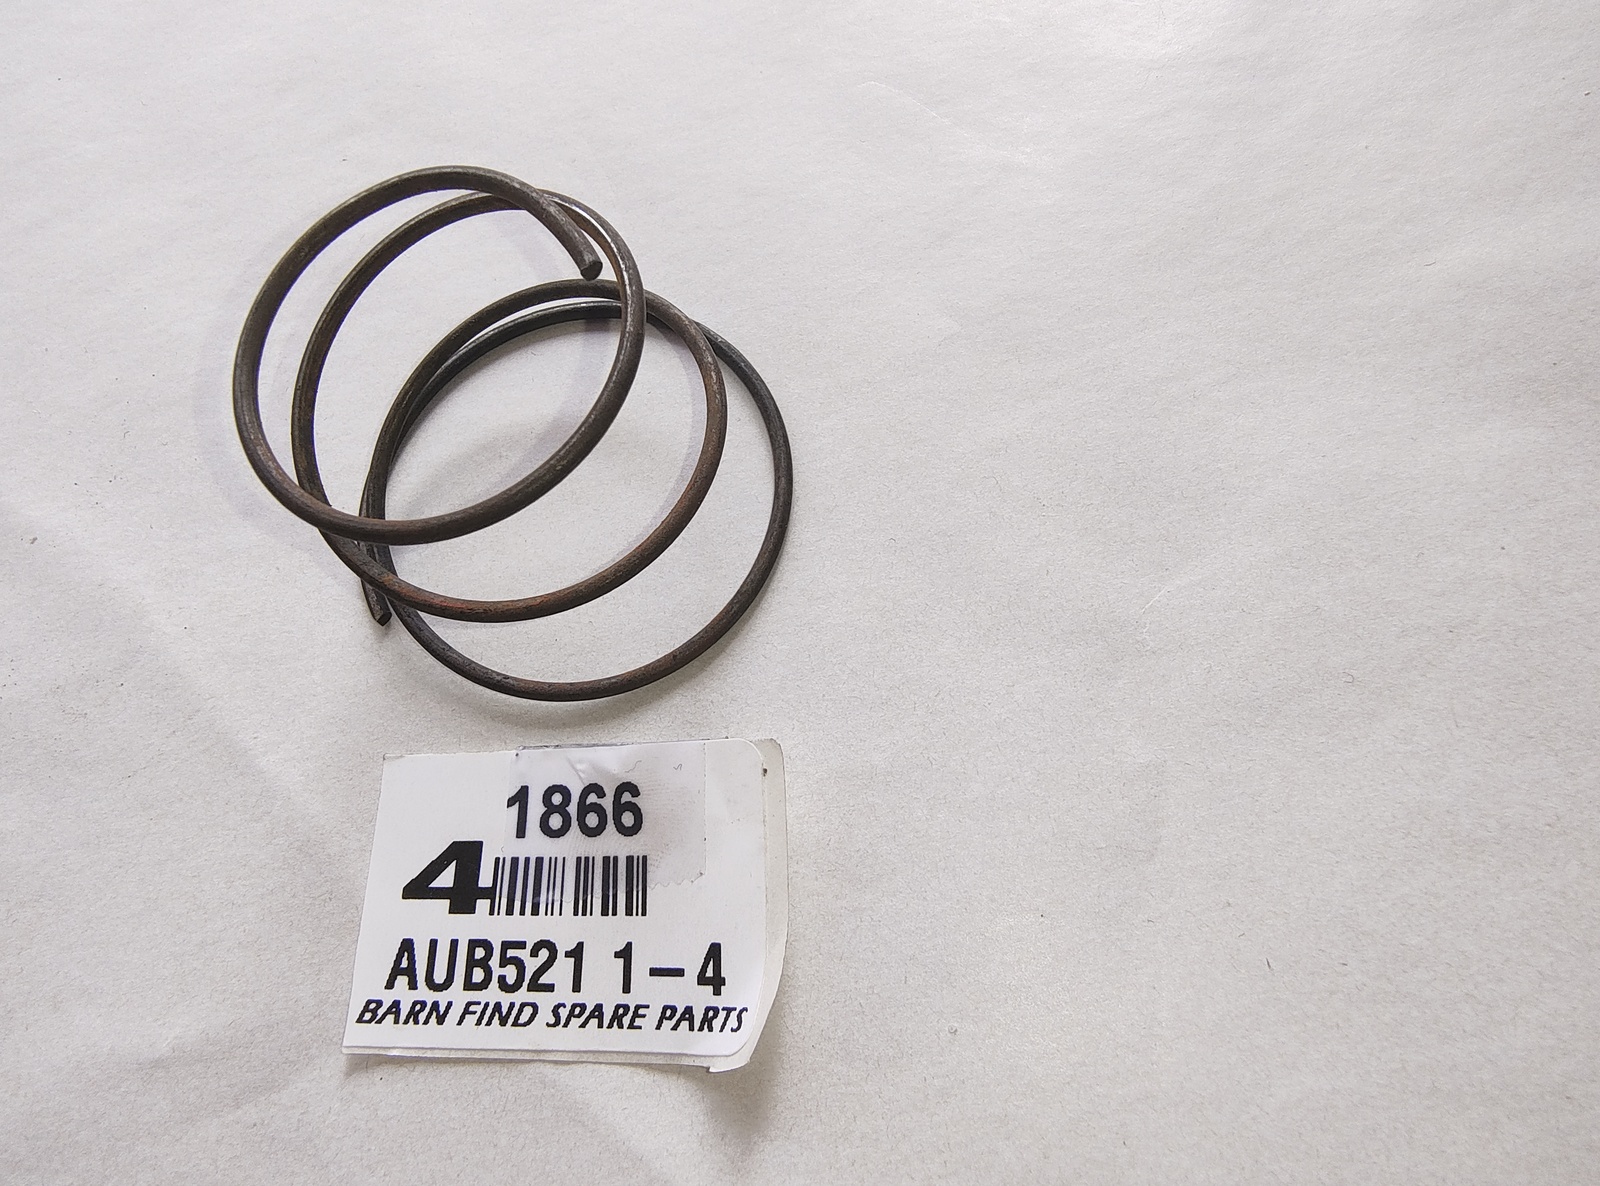 1866
4
AUB521 1-4
BARN FIND SPARE PARTS